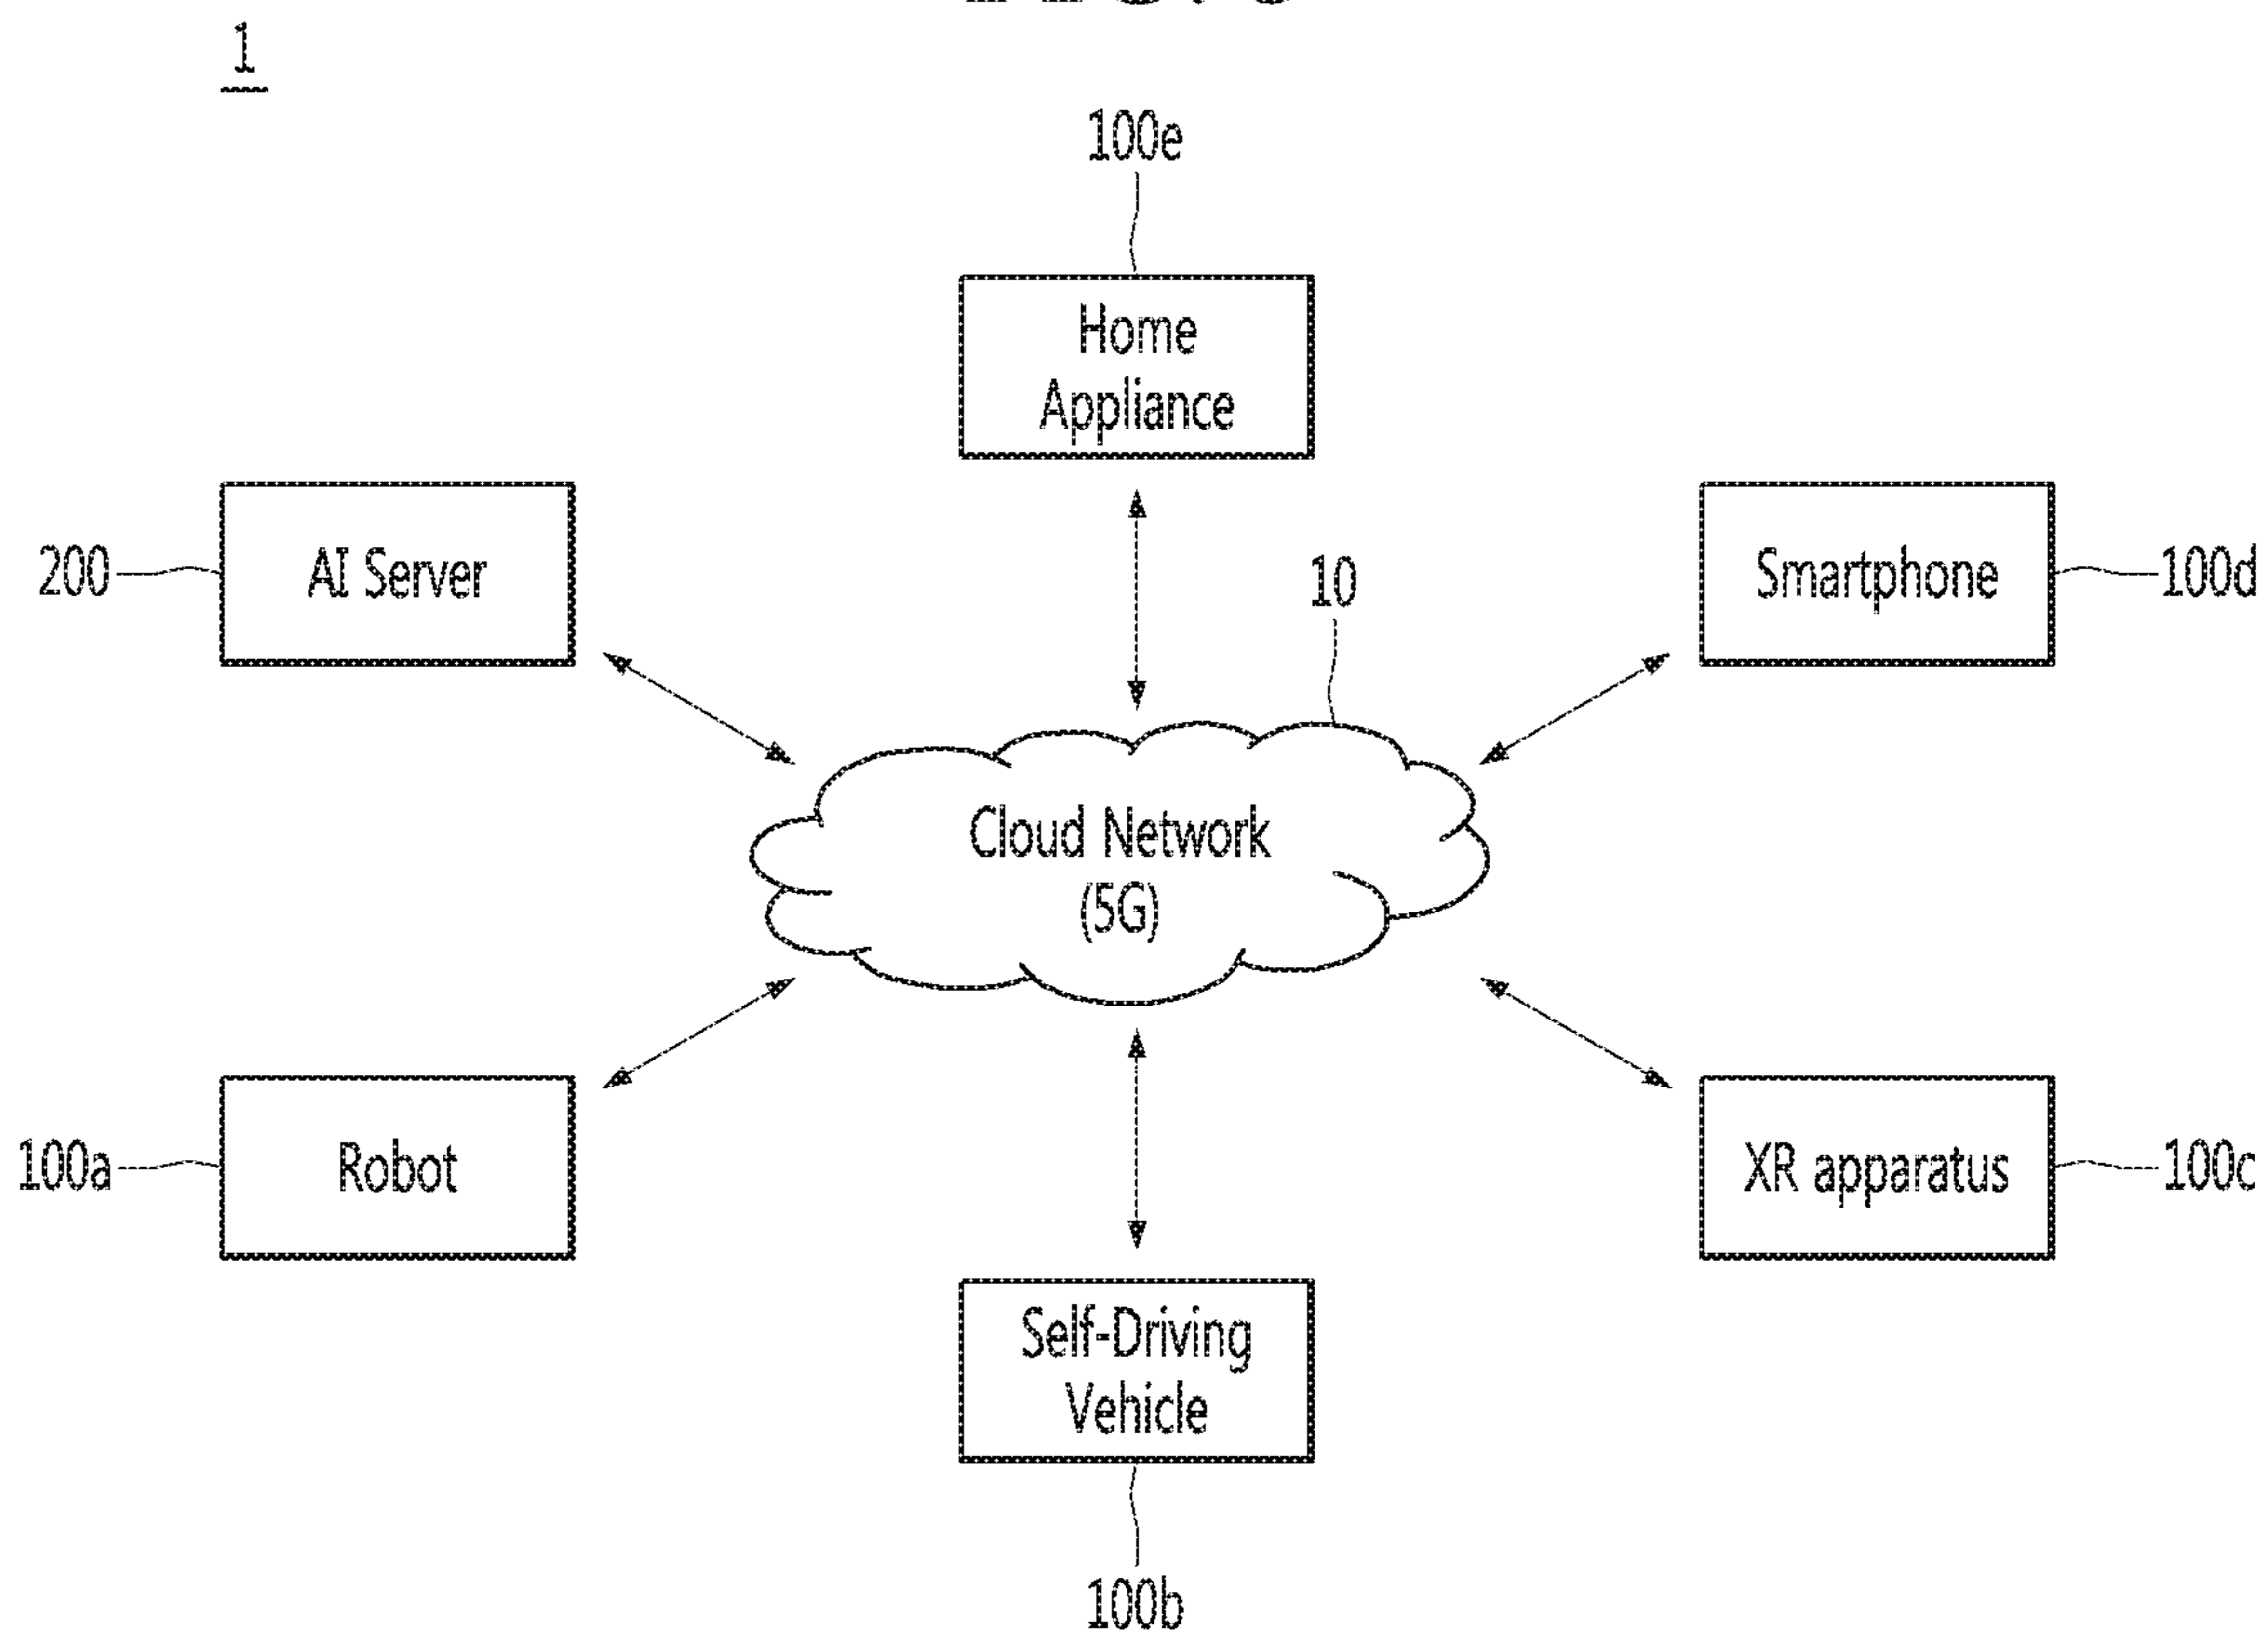 1
100e
Home
Appliance
200
AI Server
10
Smartphone
100d
Cloud Network
(5G)
100a
Robot
XR apparatus
100c
Self-Driving
Vehicle
100b